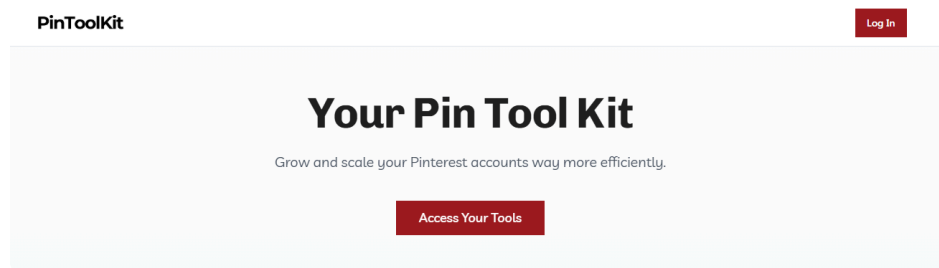 PinToolKit
Log In
Your Pin Tool Kit
Grow and scale your Pinterest accounts way more efficiently.
Access Your Tools